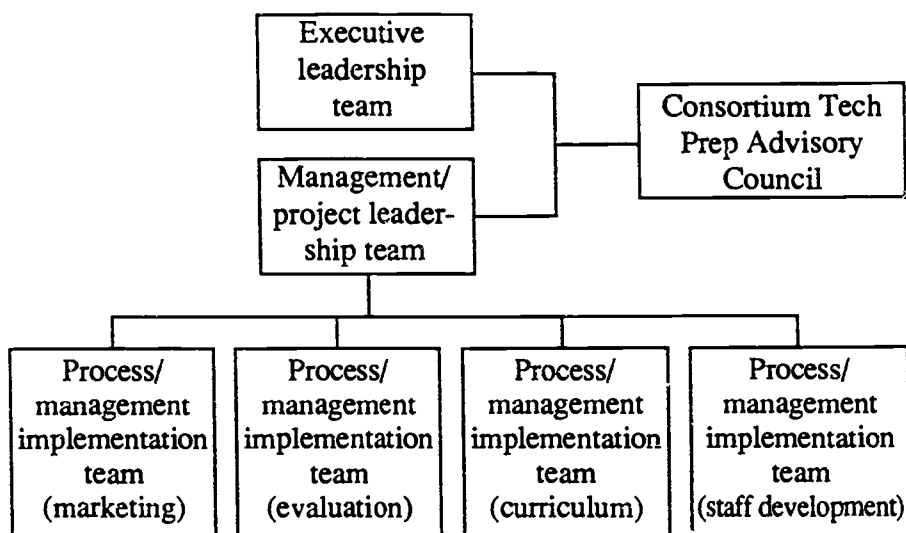 Executive
leadership
team
Consortium Tech
Prep Advisory
Council
Management/
project leader-
ship team
Process/
management
implementation
team
(marketing)
Process/
management
implementation
team
(evaluation)
Process/
management
implementation
team
(curriculum)
Process/
management
implementation
team
(staff development)